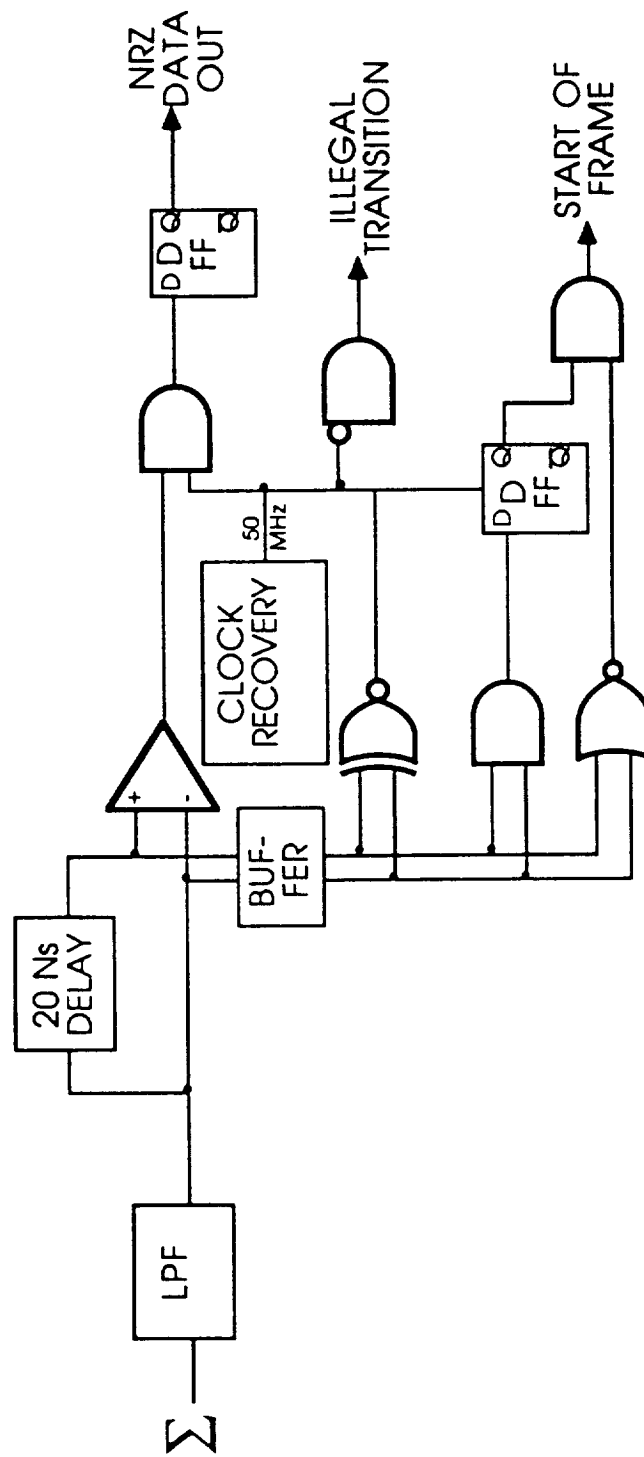 Σ
LPF
20 Ns
DELAY
+
-
BUF-
FER
CLOCK
RECOVERY
50
MHz
D
D
FF
Q
Q
NRZ
DATA
OUT
ILLEGAL
TRANSITION
D
D
FF
Q
Q
START OF
FRAME